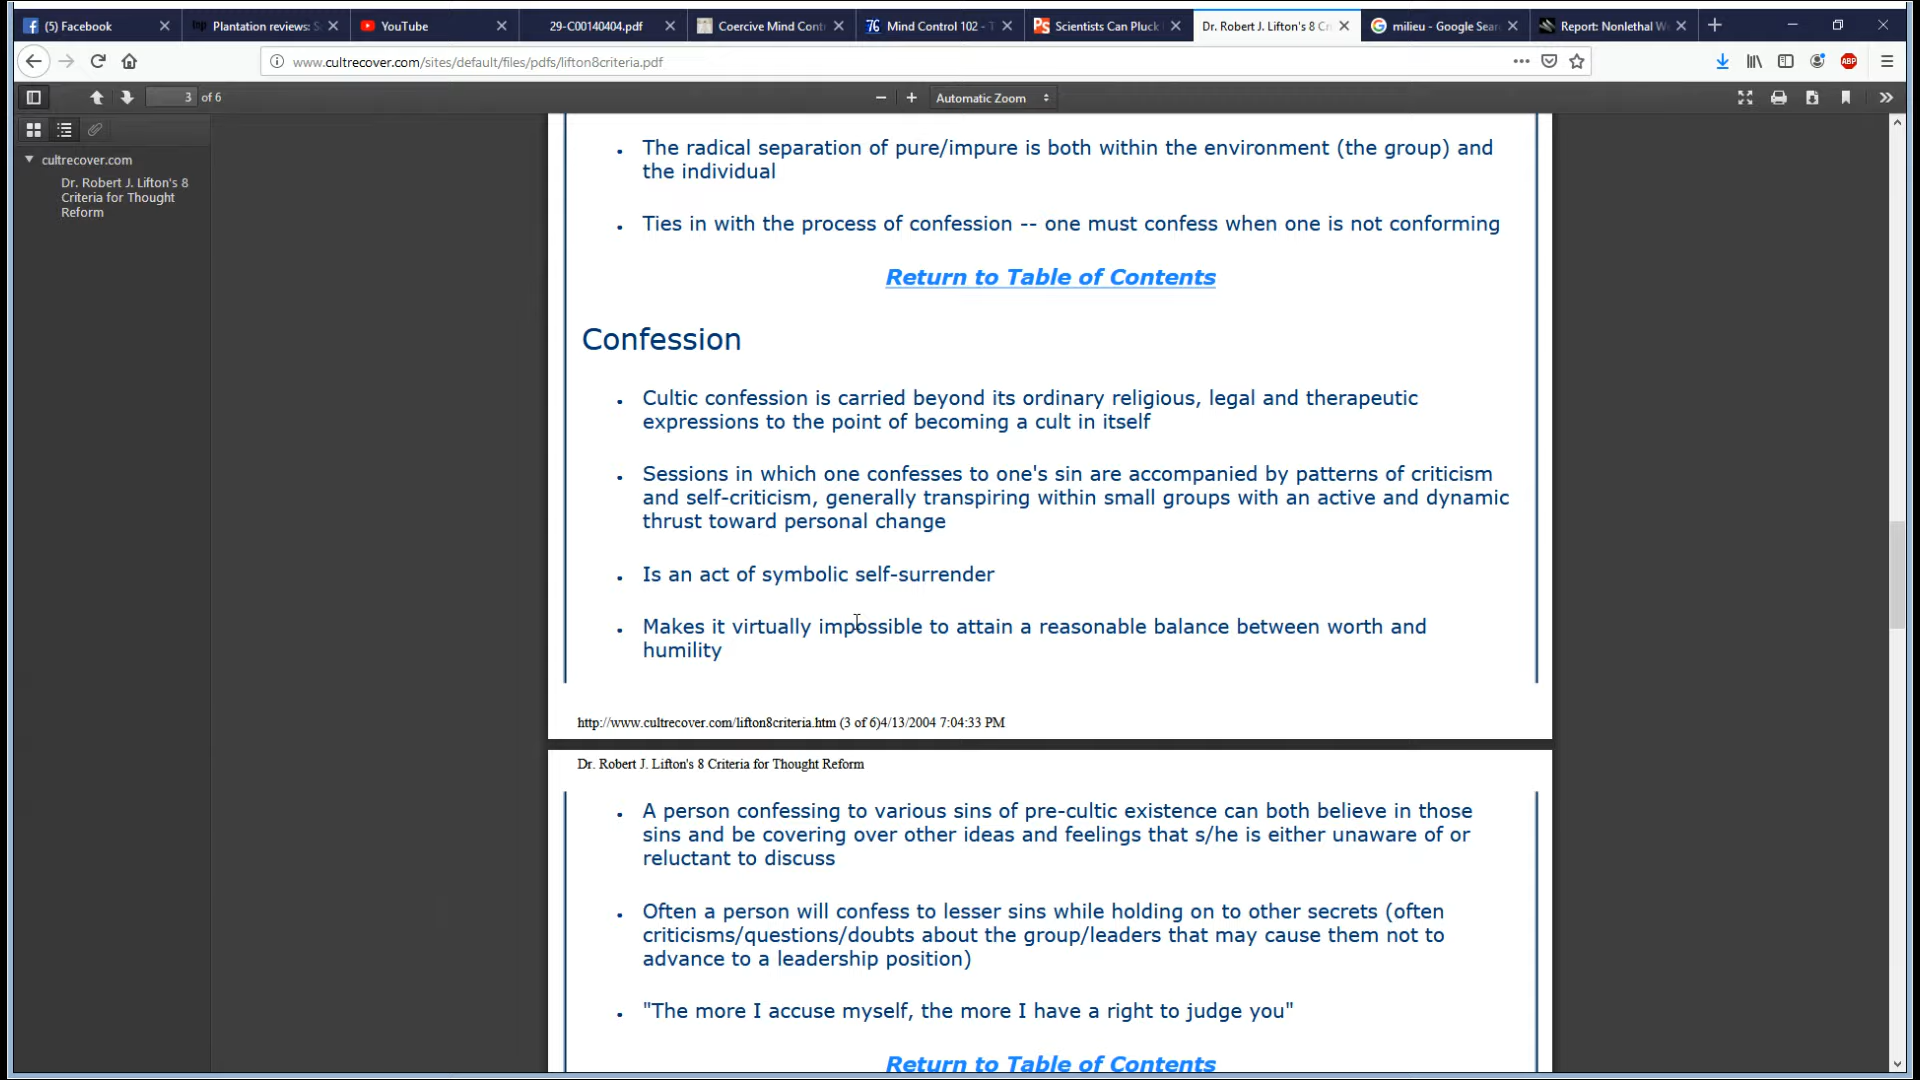 (5) Facebook
Plantation reviews: S
YouTube
29-C00140404.pdf
Coercive Mind Contr
Mind Control 102 - T
Scientists Can Pluck
Dr. Robert J. Lifton's 8 Cr
milieu - Google Sear
Report: Nonlethal W
www.cultrecover.com/sites/default/files/pdfs/lifton8criteria.pdf
ABP
3 of 6
Automatic Zoom
cultrecover.com
Dr. Robert J. Lifton's 8
Criteria for Thought
Reform
• The radical separation of pure/impure is both within the environment (the group) and
the individual
• Ties in with the process of confession -- one must confess when one is not conforming
Return to Table of Contents
Confession
• Cultic confession is carried beyond its ordinary religious, legal and therapeutic
expressions to the point of becoming a cult in itself
• Sessions in which one confesses to one's sin are accompanied by patterns of criticism
and self-criticism, generally transpiring within small groups with an active and dynamic
thrust toward personal change
• Is an act of symbolic self-surrender
• Makes it virtually impossible to attain a reasonable balance between worth and
humility
http://www.cultrecover.com/lifton8criteria.htm (3 of 6)4/13/2004 7:04:33 PM
Dr. Robert J. Lifton's 8 Criteria for Thought Reform
• A person confessing to various sins of pre-cultic existence can both believe in those
sins and be covering over other ideas and feelings that s/he is either unaware of or
reluctant to discuss
• Often a person will confess to lesser sins while holding on to other secrets (often
criticisms/questions/doubts about the group/leaders that may cause them not to
advance to a leadership position)
• "The more I accuse myself, the more I have a right to judge you"
Return to Table of Contents